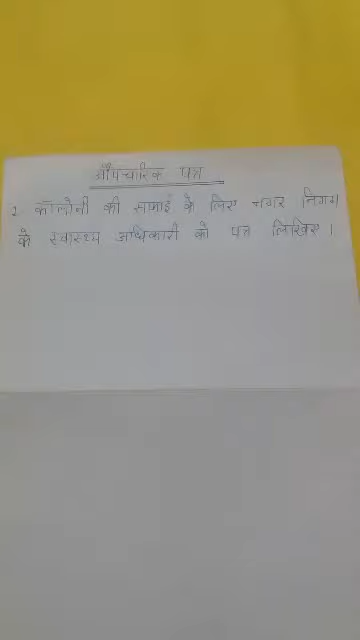 औपचारिक पत्र
2 कॉलोनी की सफाई के लिए नगर निगम
के स्वास्थ्य अधिकारी को पत्र लिखिए ।